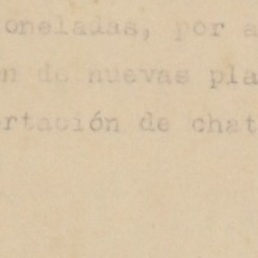 oneladas, por a
n de nuevas pla
rtación de chat